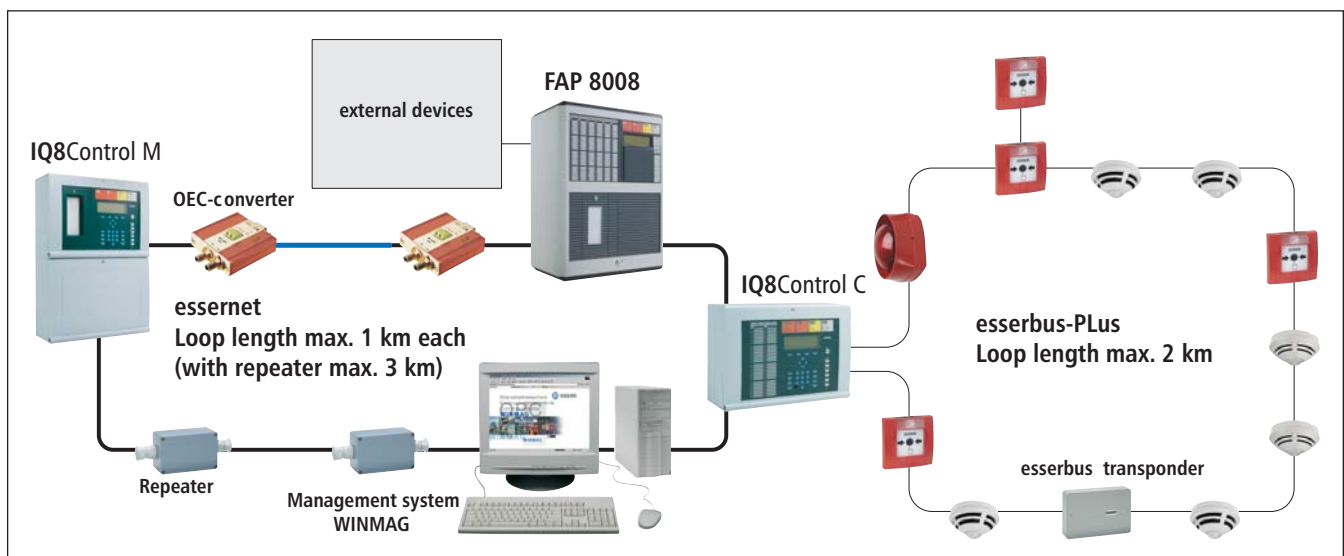 external devices
FAP 8008
IQ8Control M
OEC-converter
essernet
Loop length max. 1 km each
(with repeater max. 3 km)
IQ8Control C
esserbus-PLus
Loop length max. 2 km
Repeater
Management system
WINMAG
esserbus transponder